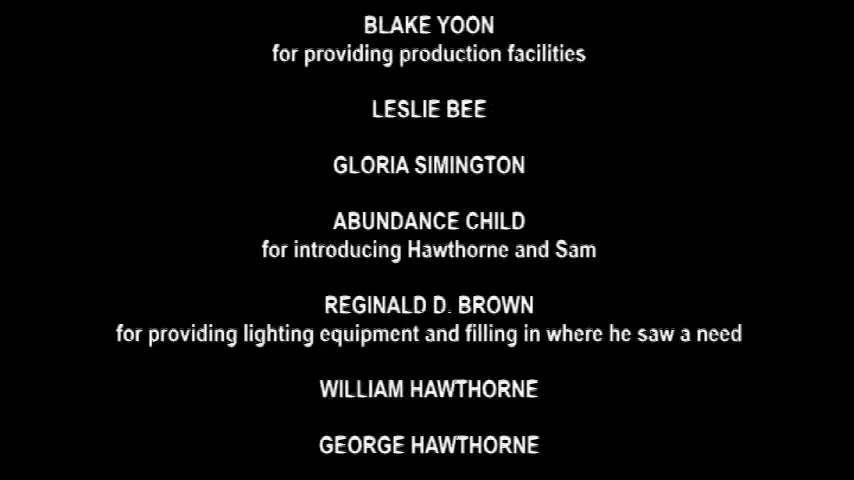 BLAKE YOON
for providing production facilities
LESLIE BEE
GLORIA SIMINGTON
ABUNDANCE CHILD
for introducing Hawthorne and Sam
REGINALD D. BROWN
for providing lighting equipment and filling in where he saw a need
WILLIAM HAWTHORNE
GEORGE HAWTHORNE